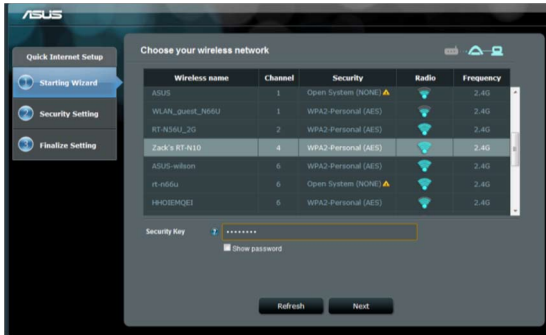 ASUS
Quick Internet Setup
1 Starting Wizard
2 Security Setting
3 Finalize Setting
Choose your wireless network
Wireless name Channel Security Radio Frequency
ASUS 1 Open System (NONE) 2.4G
WLAN_guest_N66U 1 WPA2-Personal (AES) 2.4G
RT-N56U_2G 2 WPA2-Personal (AES) 2.4G
Zack's RT-N10 4 WPA2-Personal (AES) 2.4G
ASUS-wilson 6 WPA2-Personal (AES) 2.4G
rt-n66u 6 Open System (NONE) 2.4G
HHOIEMQEI 6 WPA2-Personal (AES) 2.4G
Security Key ? ••••••••
Show password
Refresh Next